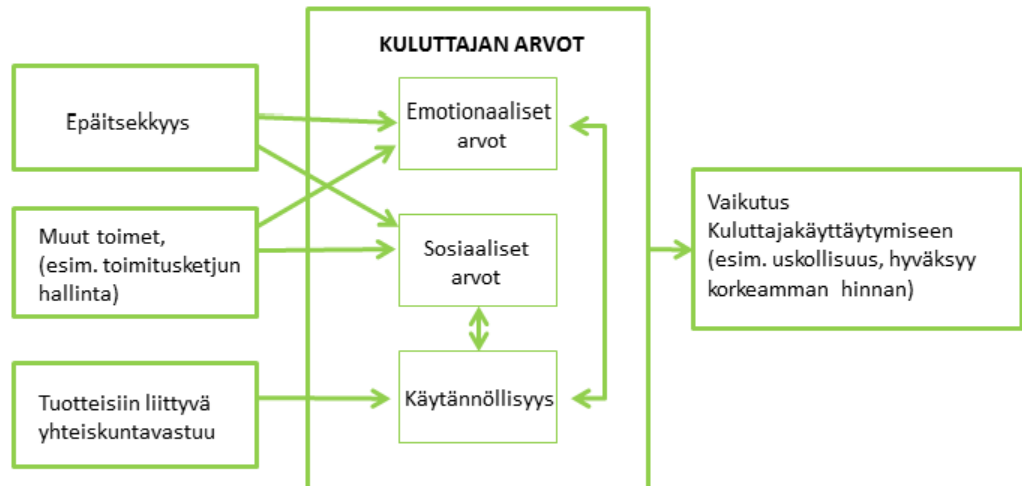 KULUTTAJAN ARVOT
Epäitsekkyys
Muut toimet,
(esim. toimitusketjun
hallinta)
Tuotteisiin liittyvä
yhteiskuntavastuu
Emotionaaliset
arvot
Sosiaaliset
arvot
Käytännöllisyys
Vaikutus
Kuluttajakäyttäytymiseen
(esim. uskollisuus, hyväksyy
korkeamman hinnan)